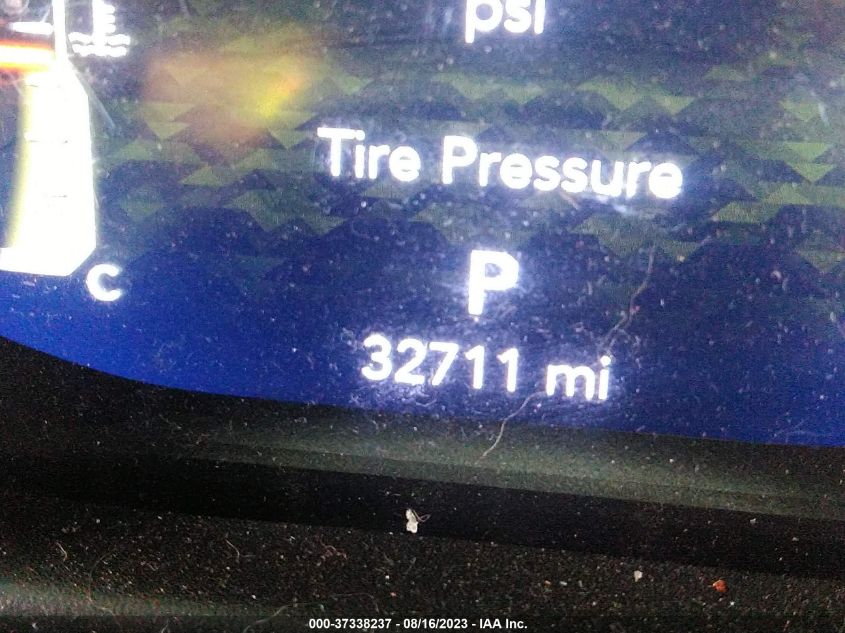 psi
Tire Pressure
C
P
32711 mi
000-37338237 - 08/16/2023 - IAA Inc.